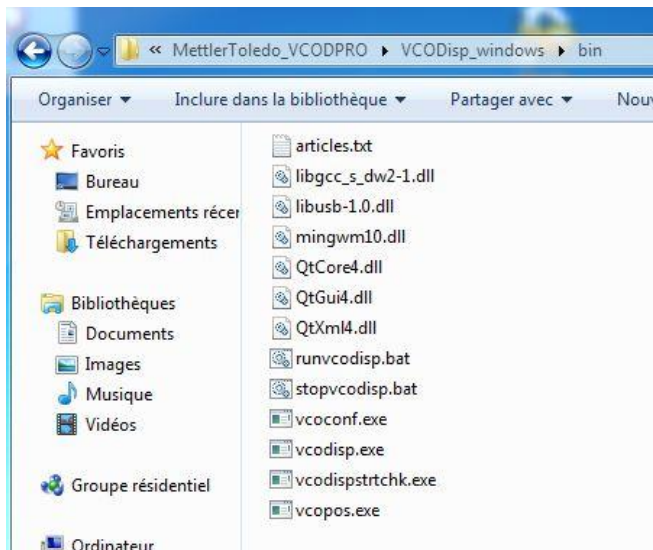 « MettlerToledo_VCODPRO ▸ VCODisp_windows ▸ bin
Organiser ▾ Inclure dans la bibliothèque ▾ Partager avec ▾ Nouv
Favoris
Bureau
Emplacements récer
Téléchargements
Bibliothèques
Documents
Images
Musique
Vidéos
Groupe résidentiel
Ordinateur
articles.txt
libgcc_s_dw2-1.dll
libusb-1.0.dll
mingwm10.dll
QtCore4.dll
QtGui4.dll
QtXml4.dll
runvcodisp.bat
stopvcodisp.bat
vcoconf.exe
vcodisp.exe
vcodispstrtchk.exe
vcopos.exe